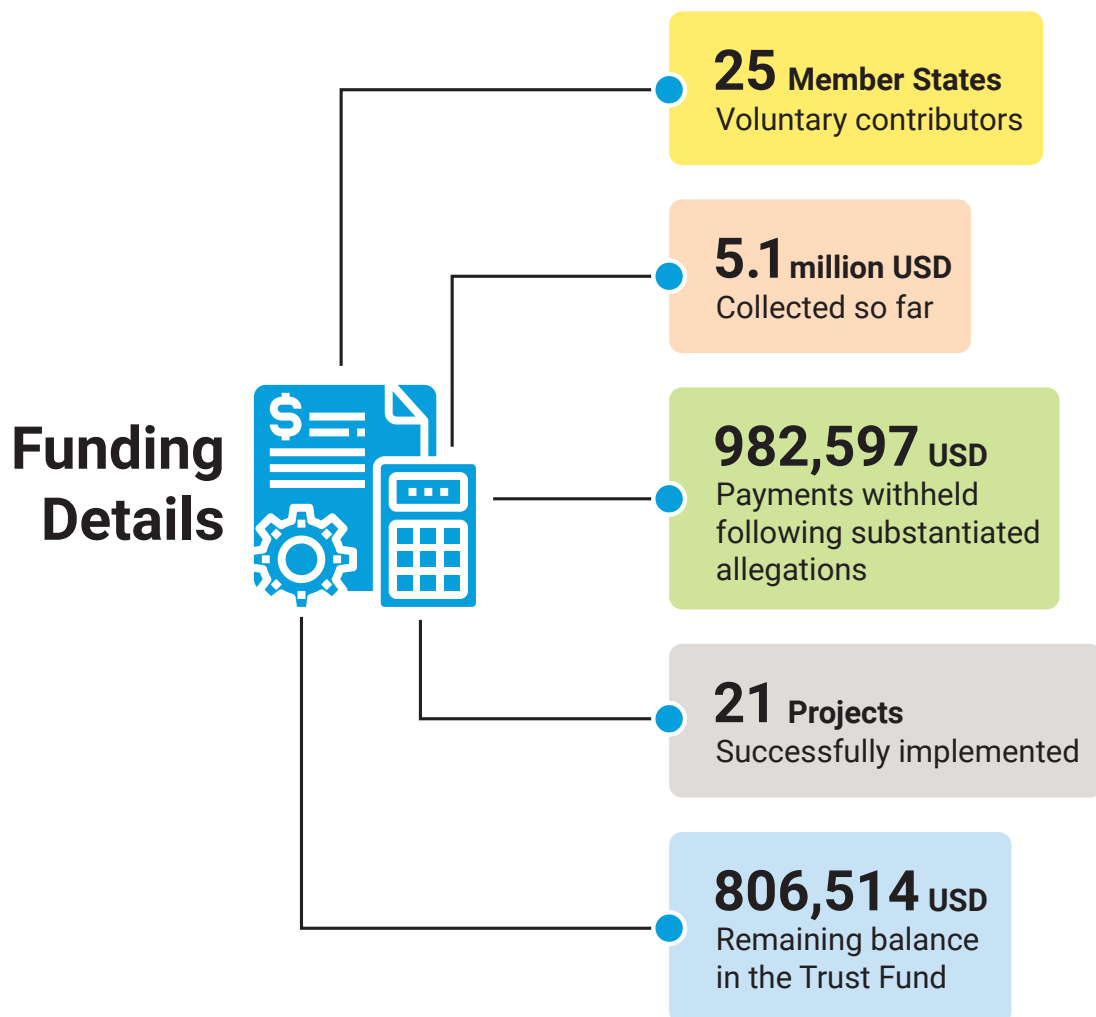 Funding
Details
$
25 Member States
Voluntary contributors
5.1 million USD
Collected so far
982,597 USD
Payments withheld
following substantiated
allegations
21 Projects
Successfully implemented
806,514 USD
Remaining balance
in the Trust Fund